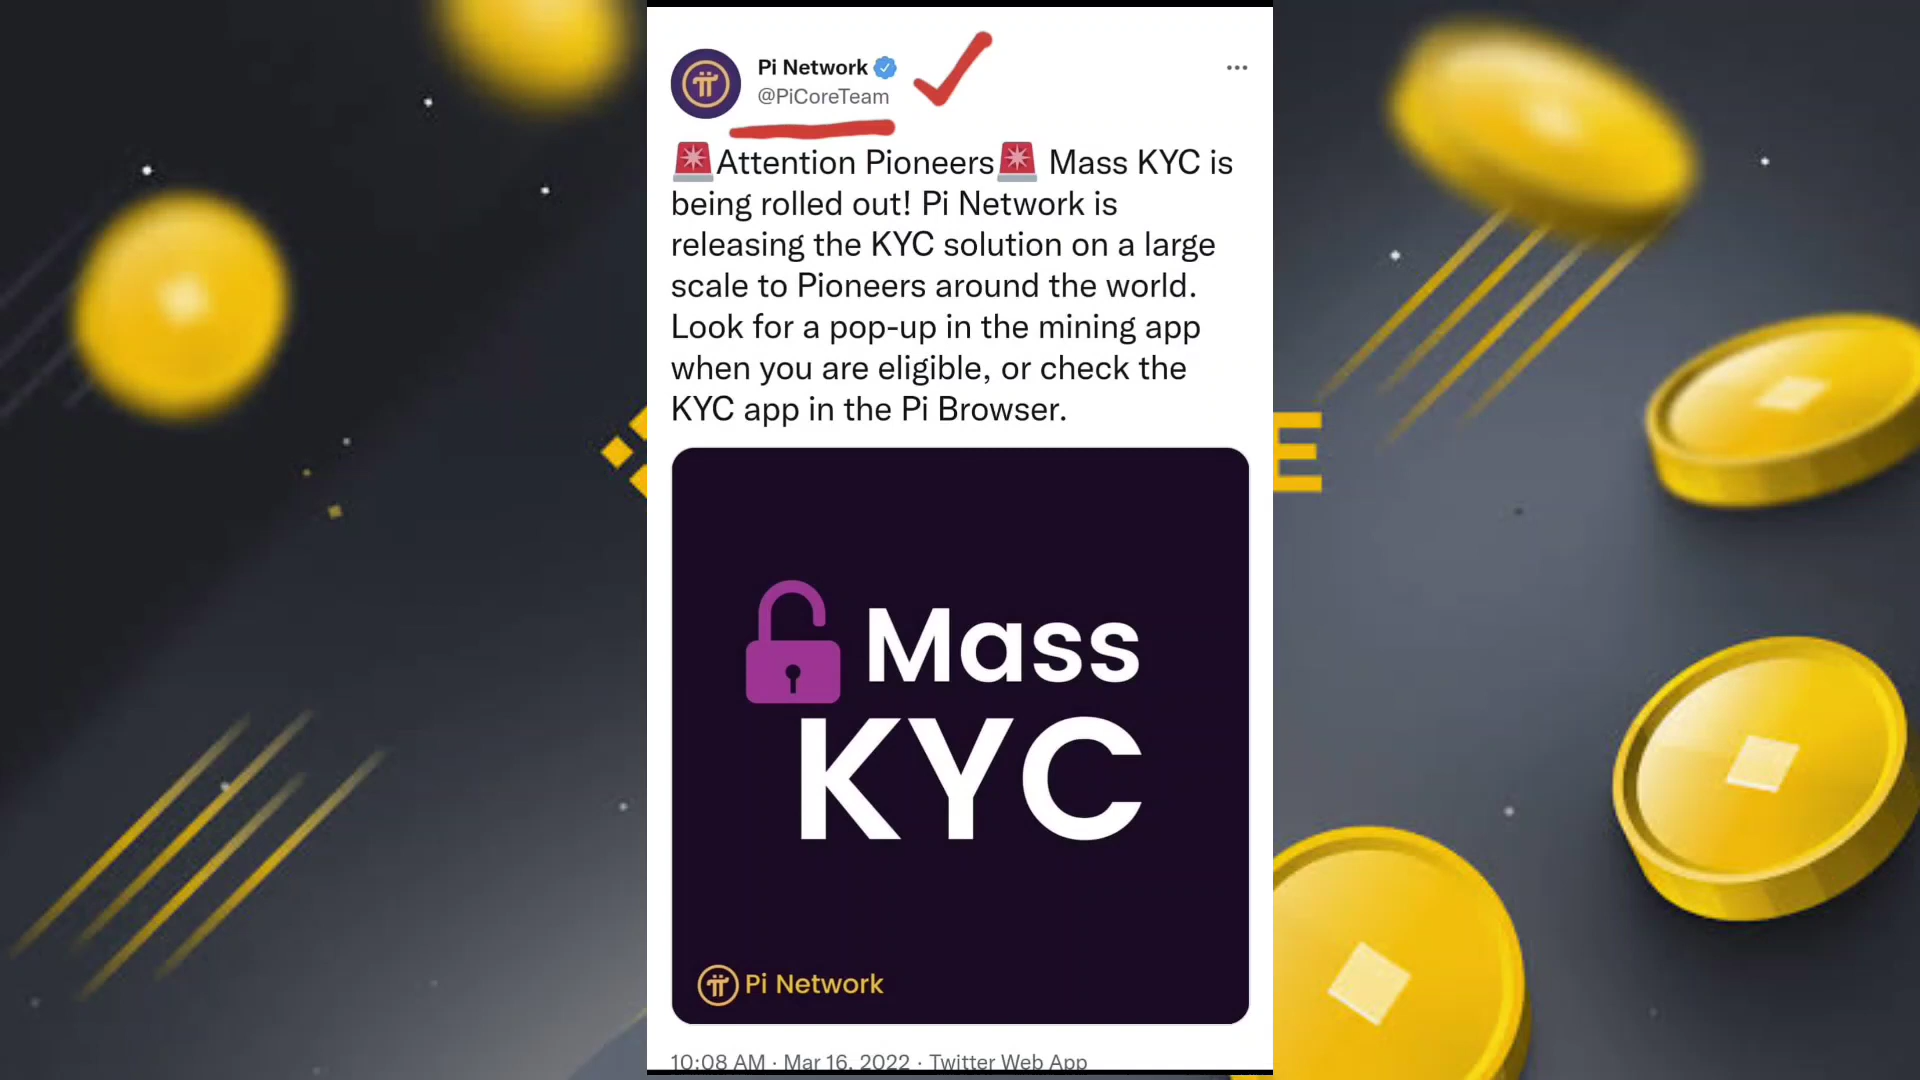 Pi Network
@PiCoreTeam
🚨Attention Pioneers🚨 Mass KYC is
being rolled out! Pi Network is
releasing the KYC solution on a large
scale to Pioneers around the world.
Look for a pop-up in the mining app
when you are eligible, or check the
KYC app in the Pi Browser.
E
Mass
KYC
Pi Network
10:08 AM · Mar 16, 2022 · Twitter Web App